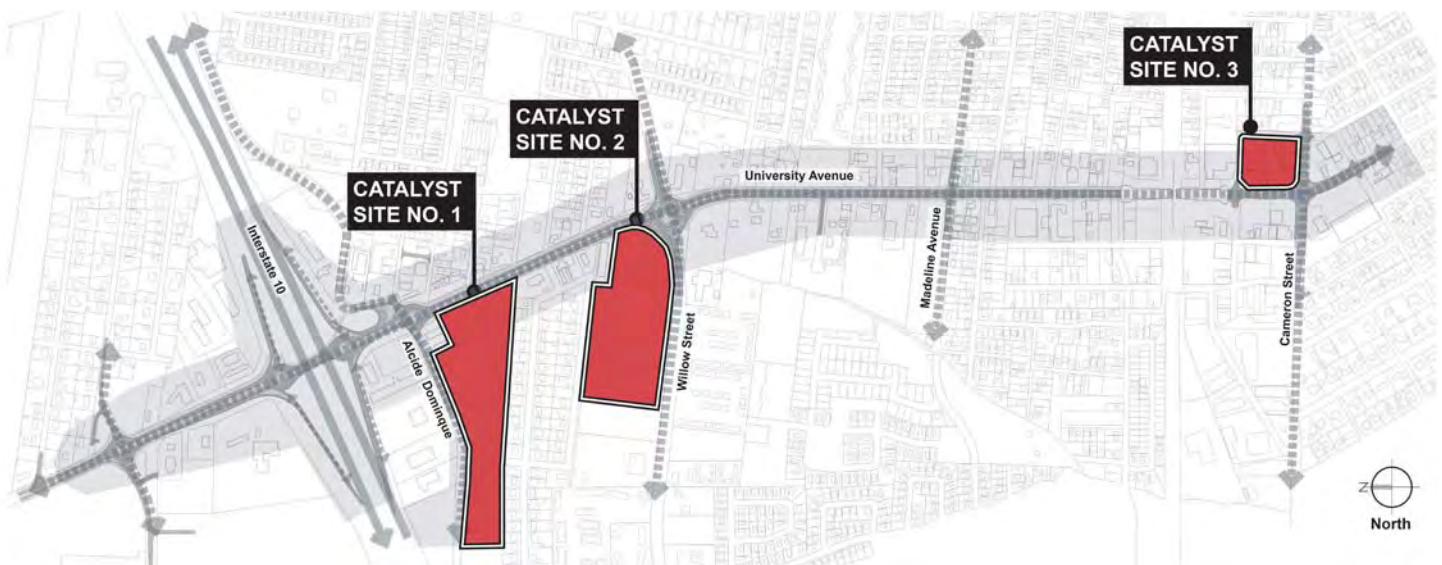 CATALYST
SITE NO. 3
CATALYST
SITE NO. 2
CATALYST
SITE NO. 1
University Avenue
Interstate 10
Madeline Avenue
Cameron Street
Willow Street
Alcide Dominque
Z
North